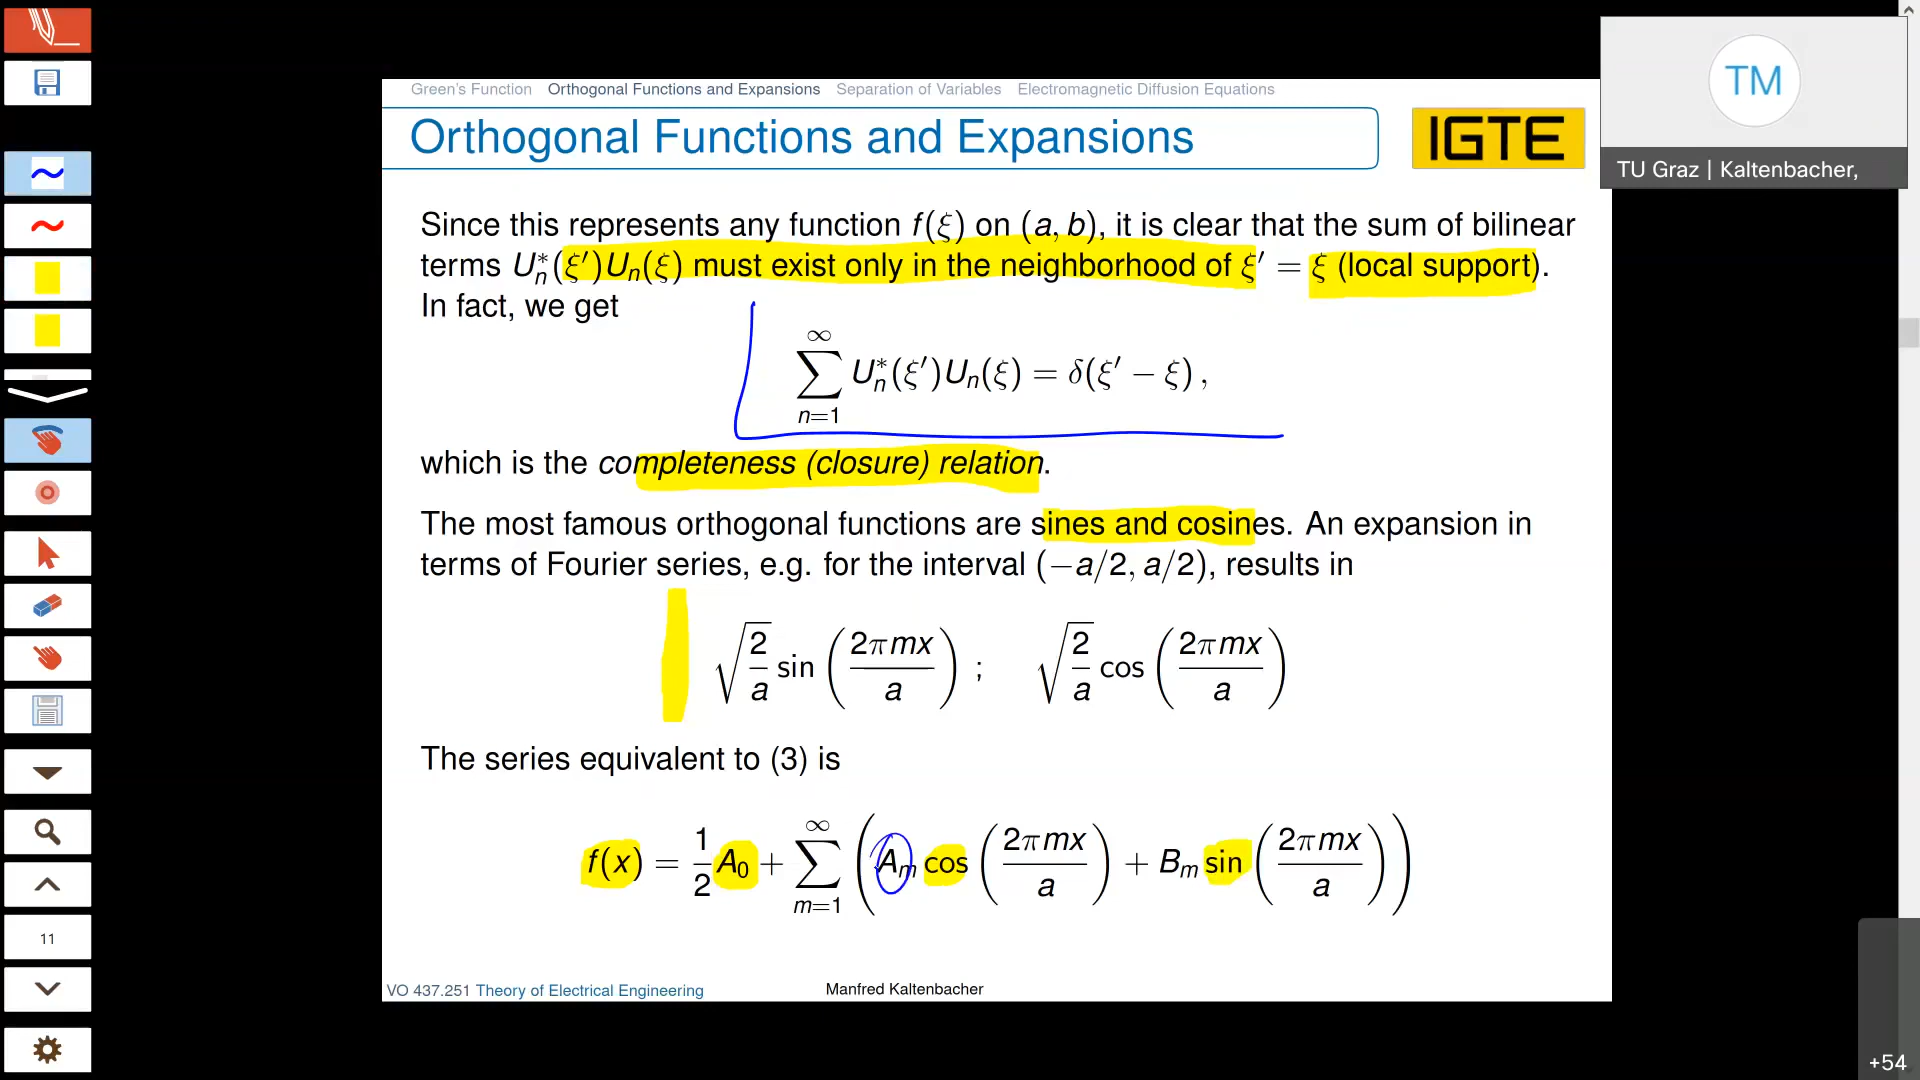 Green's Function Orthogonal Functions and Expansions Separation of Variables Electromagnetic Diffusion Equations
Orthogonal Functions and Expansions
IGTE
TM
TU Graz | Kaltenbacher,
Since this represents any function f(ξ) on (a, b), it is clear that the sum of bilinear
terms U*ₙ(ξ′)Uₙ(ξ) must exist only in the neighborhood of ξ′ = ξ (local support).
In fact, we get
∑_{n=1}^{∞} U*ₙ(ξ′)Uₙ(ξ) = δ(ξ′ − ξ) ,
which is the completeness (closure) relation.
The most famous orthogonal functions are sines and cosines. An expansion in
terms of Fourier series, e.g. for the interval (−a/2, a/2), results in
√(2/a) sin (2πmx/a) ; √(2/a) cos (2πmx/a)
The series equivalent to (3) is
f(x) = 1/2 A₀ + ∑_{m=1}^{∞} (Aₘ cos (2πmx/a) + Bₘ sin (2πmx/a))
VO 437.251 Theory of Electrical Engineering Manfred Kaltenbacher
11
+54